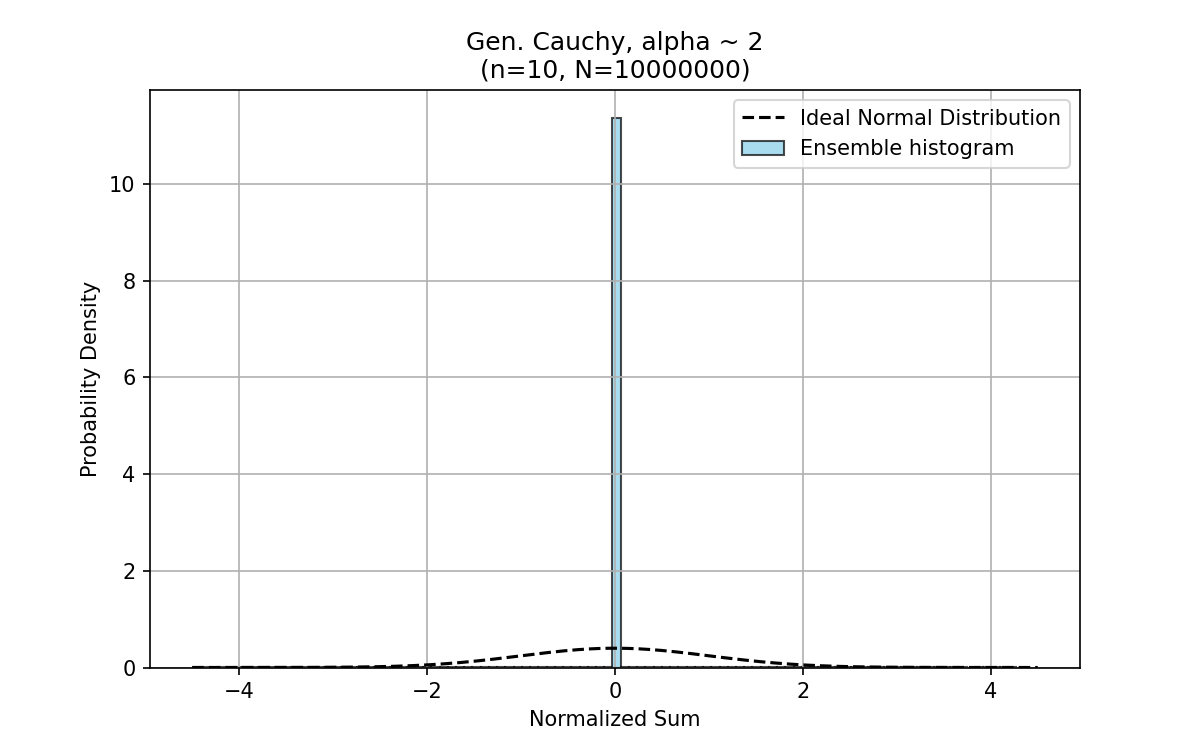 Gen. Cauchy, alpha ~ 2
(n=10, N=10000000)
Ideal Normal Distribution
Ensemble histogram
Probability Density
10
8
6
4
2
0
−4
−2
0
2
4
Normalized Sum